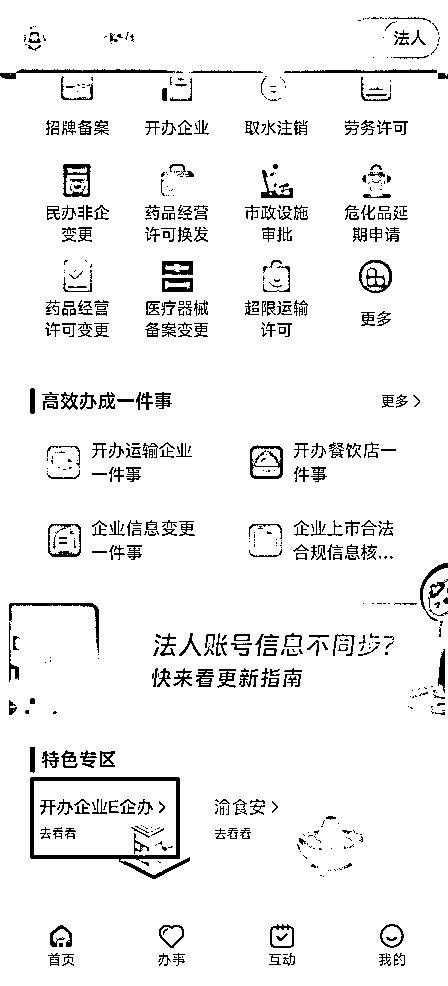 法人
招牌备案
开办企业
取水注销
劳务许可
民办非企
变更
药品经营
许可换发
市政设施
审批
危化品延
期申请
药品经营
许可变更
医疗器械
备案变更
超限运输
许可
更多
高效办成一件事
更多 >
开办运输企业
一件事
开办餐饮店一
件事
企业信息变更
一件事
企业上市合法
合规信息核...
法人账号信息不同步?
快来看更新指南
特色专区
开办企业E企办 >
去看看
渝食安 >
去看看
首页
办事
互动
我的